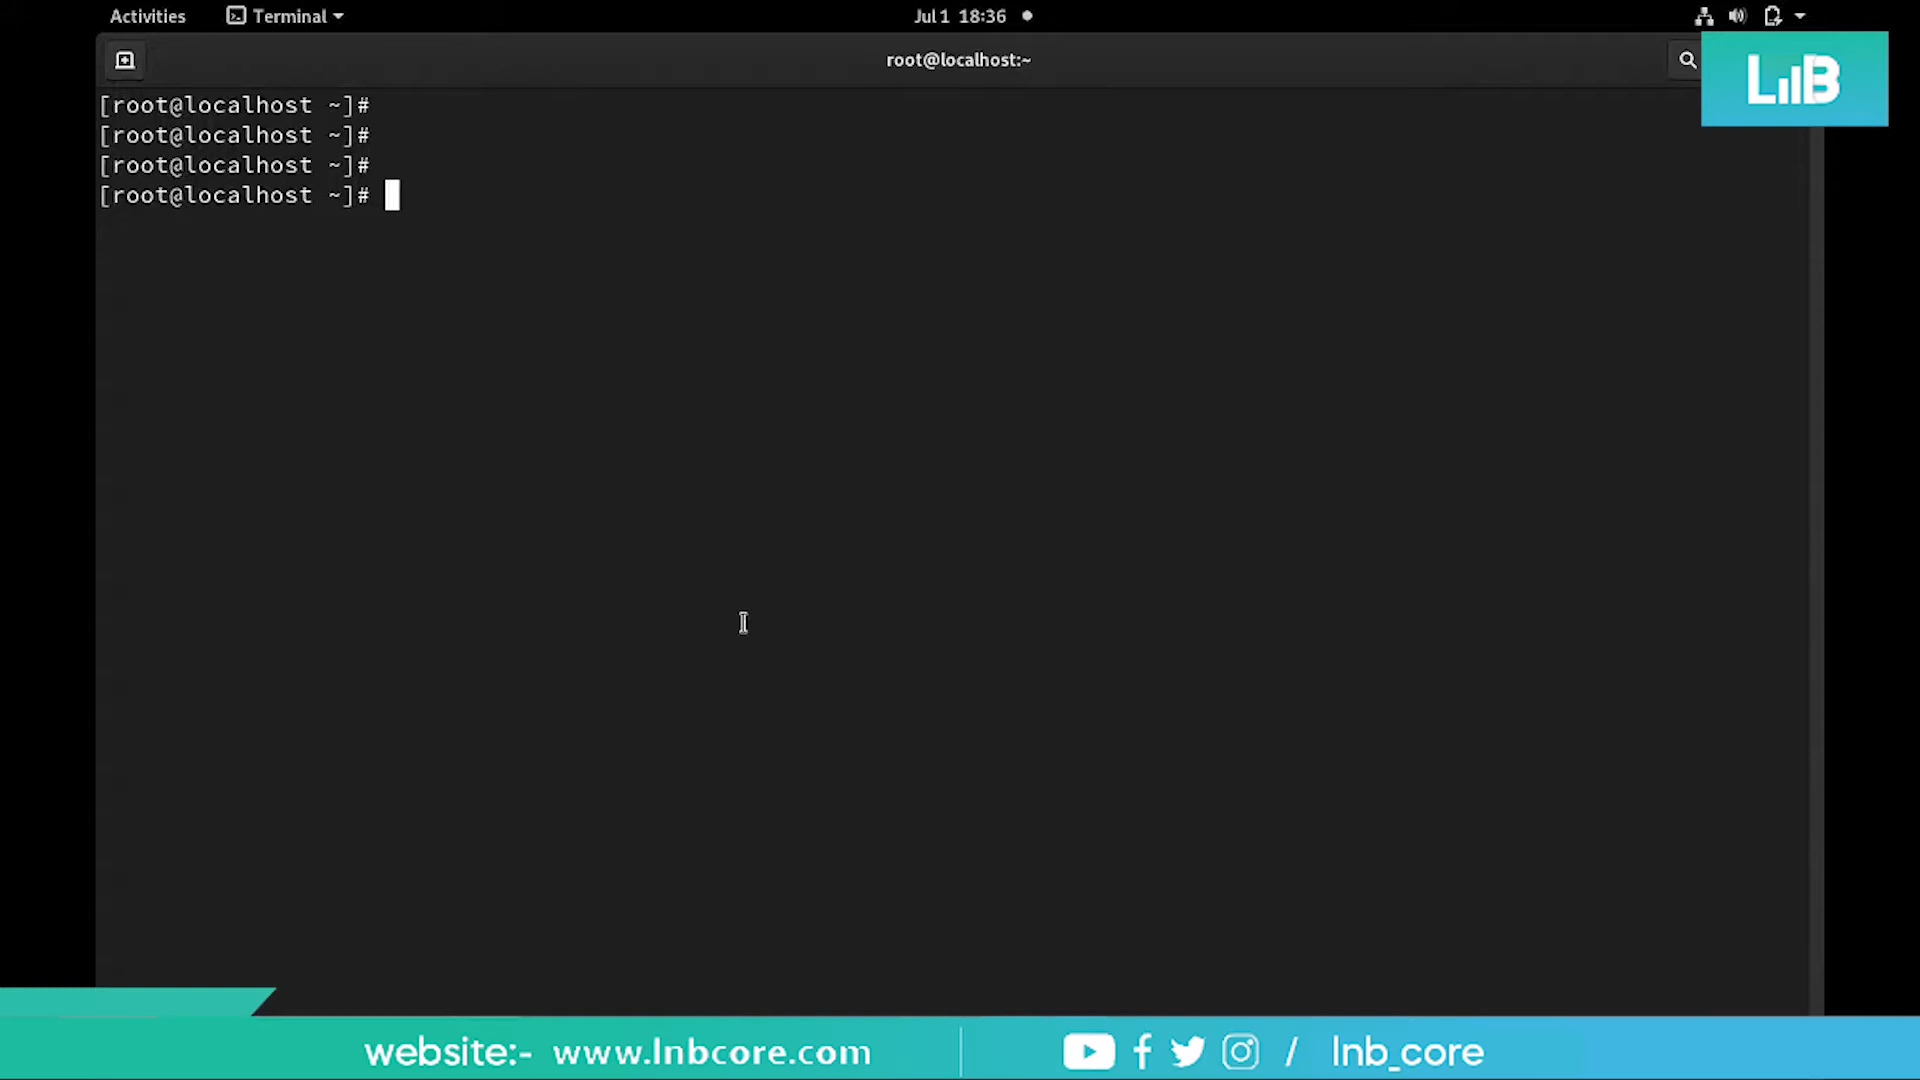 Activities Terminal Jul 1 18:36
root@localhost:~
LNB
[root@localhost ~]#
[root@localhost ~]#
[root@localhost ~]#
[root@localhost ~]#
website:- www.lnbcore.com / lnb_core